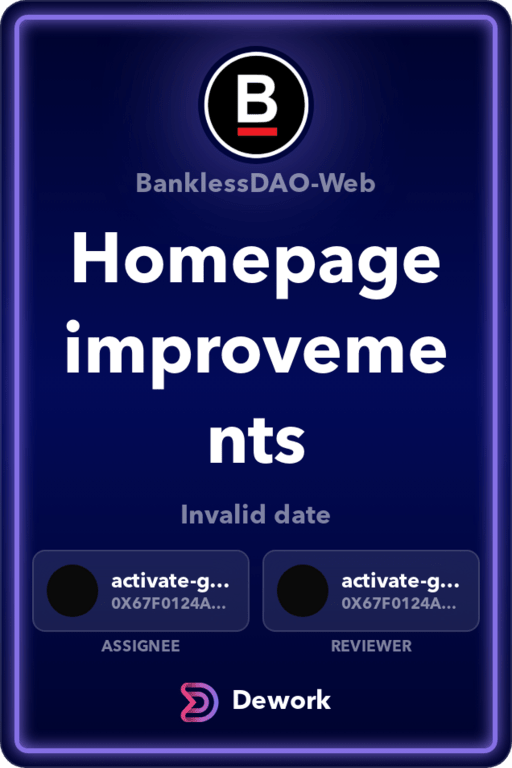 B
BanklessDAO-Web
Homepage
improveme
nts
Invalid date
activate-g...
0X67F0124A...
activate-g...
0X67F0124A...
ASSIGNEE
REVIEWER
Dework